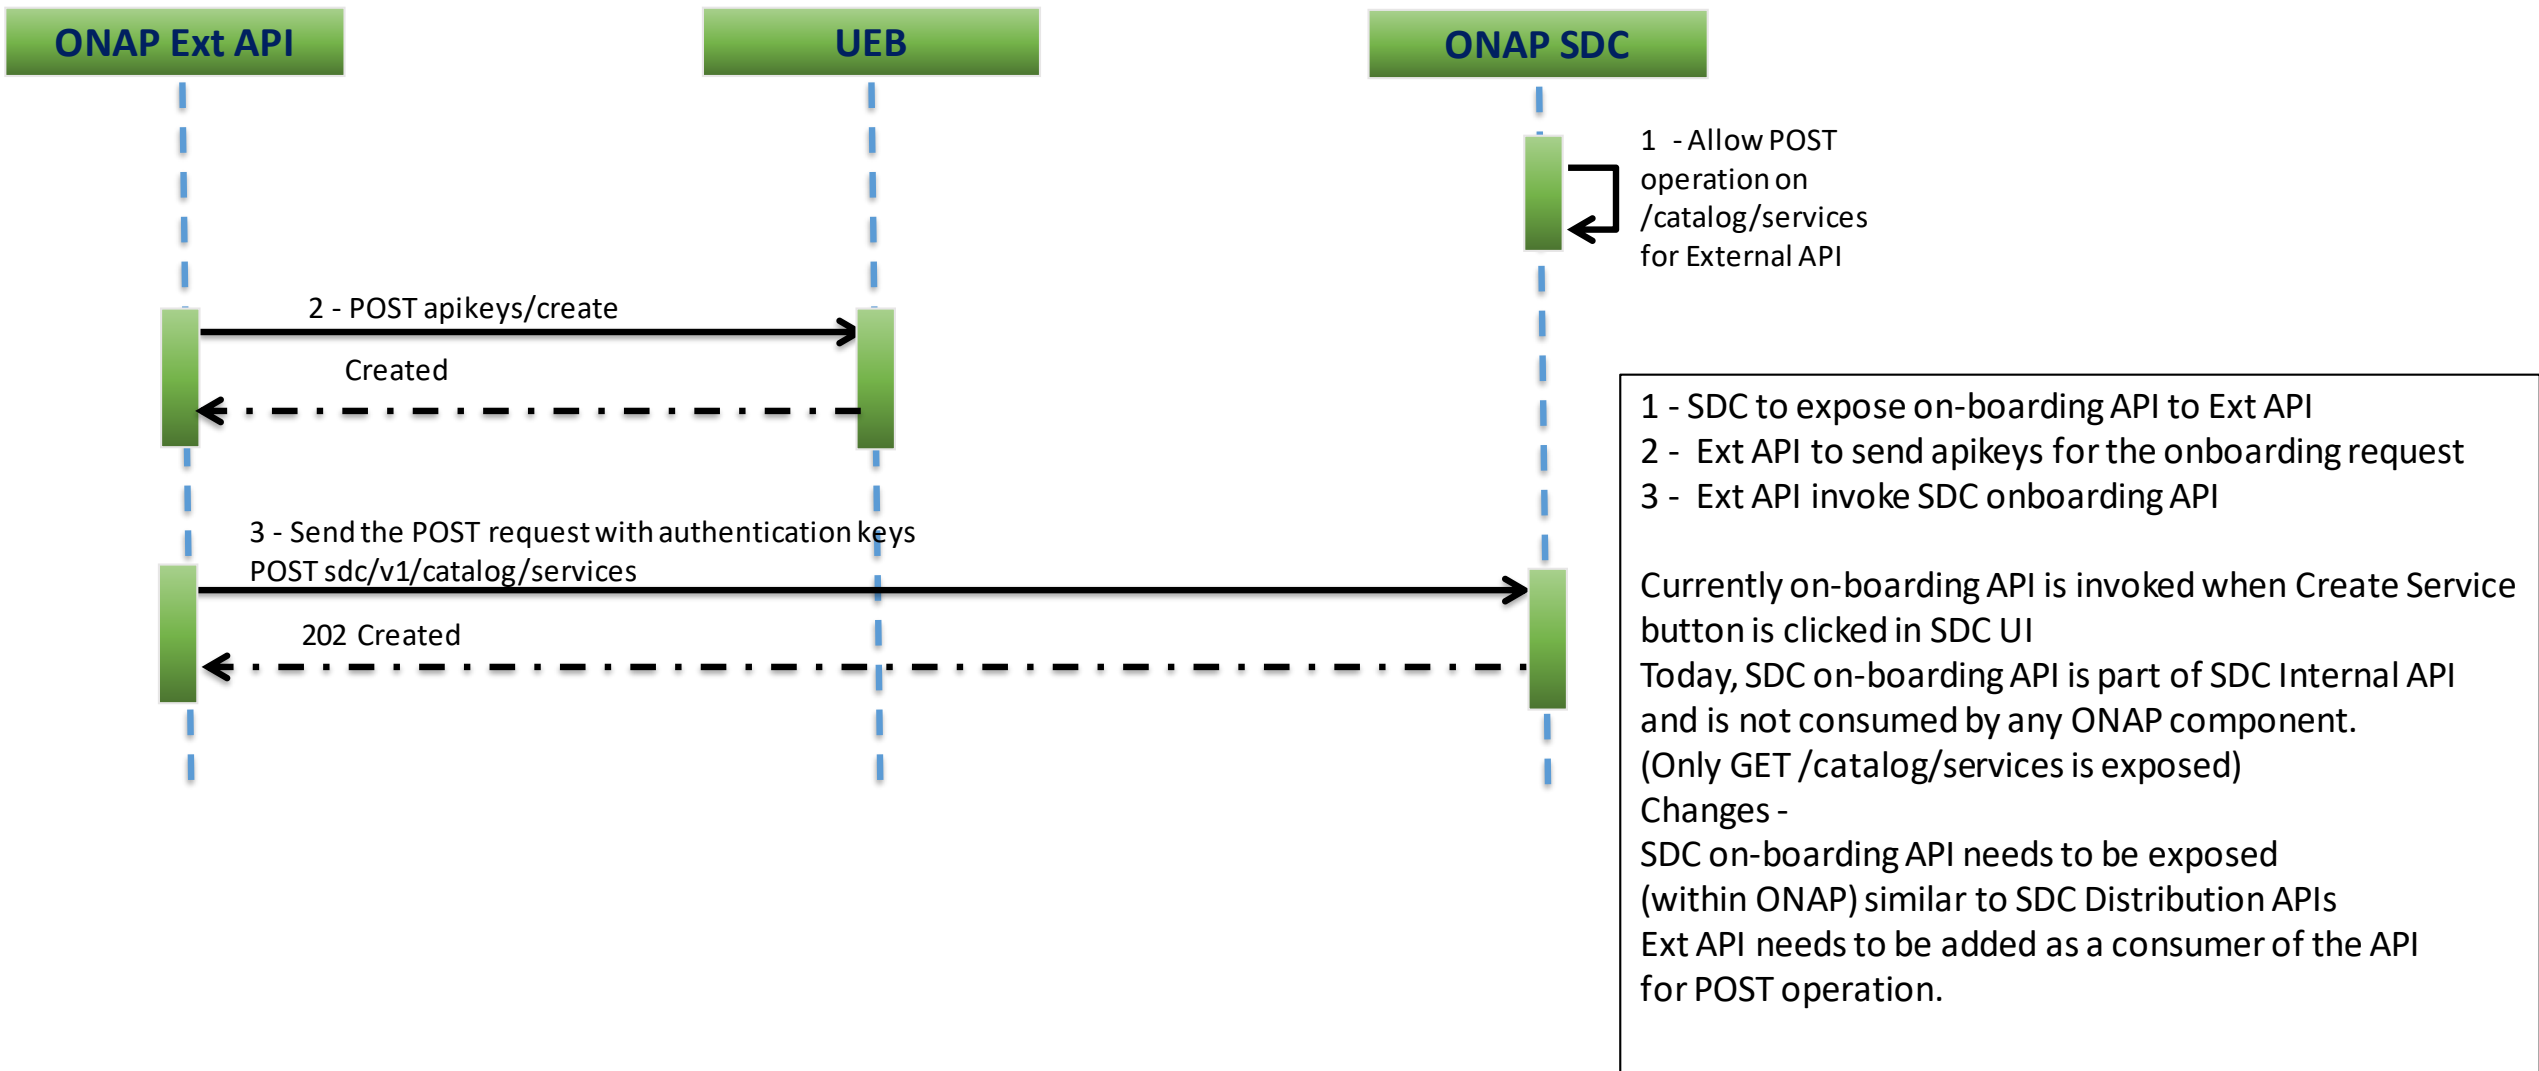 ONAP Ext API
UEB
ONAP SDC
1 - Allow POST
operation on
/catalog/services
for External API
2 - POST apikeys/create
Created
3 - Send the POST request with authentication keys
POST sdc/v1/catalog/services
202 Created
1 - SDC to expose on-boarding API to Ext API
2 - Ext API to send apikeys for the onboarding request
3 - Ext API invoke SDC onboarding API
Currently on-boarding API is invoked when Create Service
button is clicked in SDC UI
Today, SDC on-boarding API is part of SDC Internal API
and is not consumed by any ONAP component.
(Only GET /catalog/services is exposed)
Changes -
SDC on-boarding API needs to be exposed
(within ONAP) similar to SDC Distribution APIs
Ext API needs to be added as a consumer of the API
for POST operation.